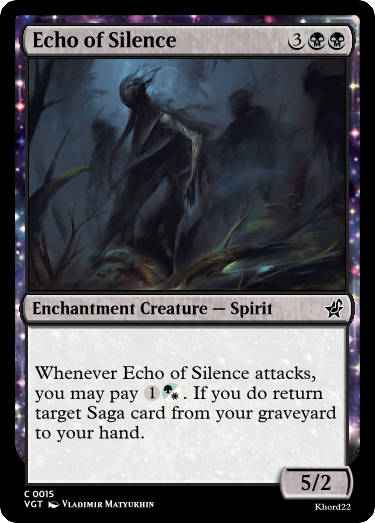 Echo of Silence 3
Enchantment Creature — Spirit
Whenever Echo of Silence attacks,
you may pay 1 . If you do return
target Saga card from your graveyard
to your hand.
5/2
C 0015
VGT Vladimir Matyukhin
Khord22